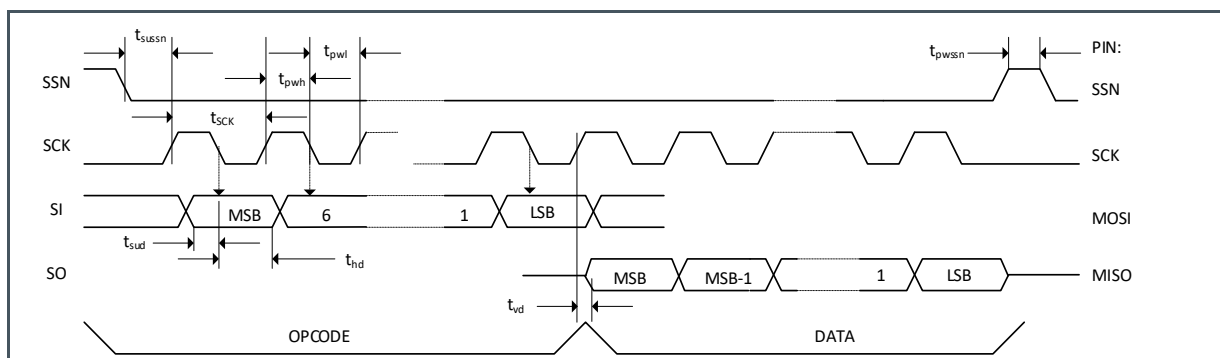 t_sussn t_pwl t_pwssn PIN:
t_pwh
SSN SSN
t_SCK
SCK SCK
SI MSB 6 1 LSB MOSI
t_sud t_hd
SO MSB MSB-1 1 LSB MISO
t_vd
OPCODE DATA